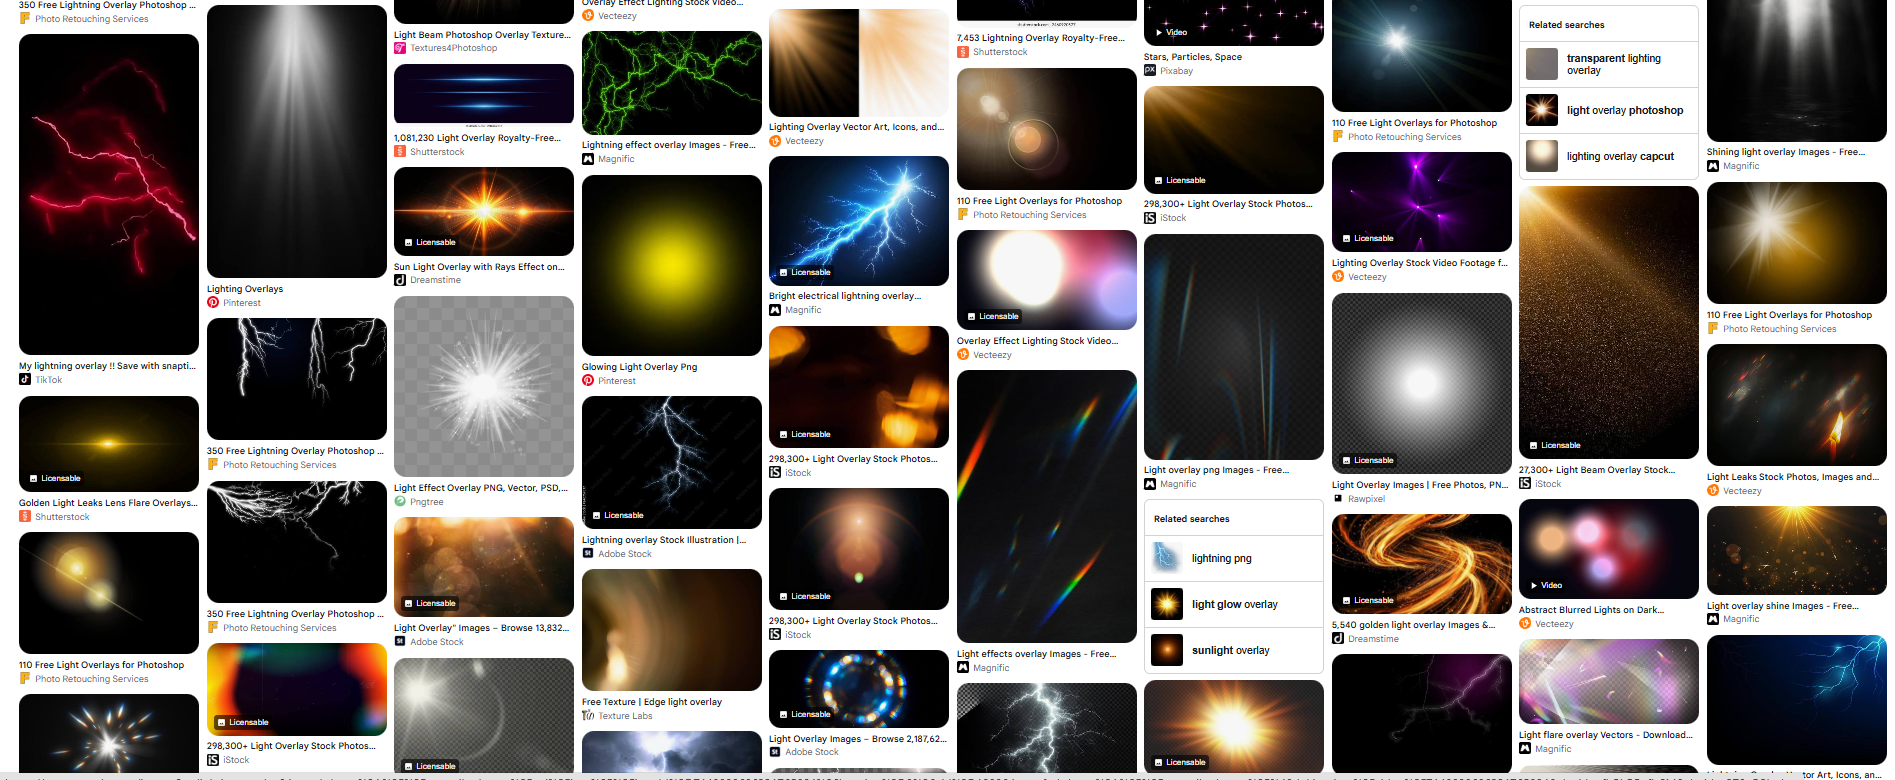 350 Free Lightning Overlay Photoshop ...
Photo Retouching Services
My lightning overlay !! Save with snapti...
TikTok
Licensable
Golden Light Leaks Lens Flare Overlays...
Shutterstock
110 Free Light Overlays for Photoshop
Photo Retouching Services
Lighting Overlays
Pinterest
350 Free Lightning Overlay Photoshop ...
Photo Retouching Services
350 Free Lightning Overlay Photoshop ...
Photo Retouching Services
Licensable
298,300+ Light Overlay Stock Photos...
iStock
Light Beam Photoshop Overlay Texture...
Textures4Photoshop
1,081,230 Light Overlay Royalty-Free...
Shutterstock
Licensable
Sun Light Overlay with Rays Effect on...
Dreamstime
Light Effect Overlay PNG, Vector, PSD,...
Pngtree
Licensable
Light Overlay" Images – Browse 13,832...
Adobe Stock
Licensable
Overlay Effect Lighting Stock Video...
Vecteezy
Lightning effect overlay Images - Free...
Magnific
Glowing Light Overlay Png
Pinterest
Licensable
Lightning overlay Stock Illustration |...
Adobe Stock
Free Texture | Edge light overlay
Texture Labs
Lighting Overlay Vector Art, Icons, and...
Vecteezy
Licensable
Bright electrical lightning overlay...
Magnific
Licensable
298,300+ Light Overlay Stock Photos...
iStock
Licensable
298,300+ Light Overlay Stock Photos...
iStock
Licensable
Light Overlay Images – Browse 2,187,62...
Adobe Stock
7,453 Lightning Overlay Royalty-Free...
Shutterstock
110 Free Light Overlays for Photoshop
Photo Retouching Services
Licensable
Overlay Effect Lighting Stock Video...
Vecteezy
Light effects overlay Images - Free...
Magnific
Video
Stars, Particles, Space
Pixabay
Licensable
298,300+ Light Overlay Stock Photos...
iStock
Light overlay png Images - Free...
Magnific
Related searches
lightning png
light glow overlay
sunlight overlay
Licensable
110 Free Light Overlays for Photoshop
Photo Retouching Services
Licensable
Lighting Overlay Stock Video Footage f...
Vecteezy
Licensable
Light Overlay Images | Free Photos, PN...
Rawpixel
Licensable
5,540 golden light overlay Images &...
Dreamstime
Related searches
transparent lighting
overlay
light overlay photoshop
lighting overlay capcut
Licensable
27,300+ Light Beam Overlay Stock...
iStock
Video
Abstract Blurred Lights on Dark...
Vecteezy
Light flare overlay Vectors - Download...
Magnific
Shining light overlay Images - Free...
Magnific
110 Free Light Overlays for Photoshop
Photo Retouching Services
Light Leaks Stock Photos, Images and...
Vecteezy
Light overlay shine Images - Free...
Magnific